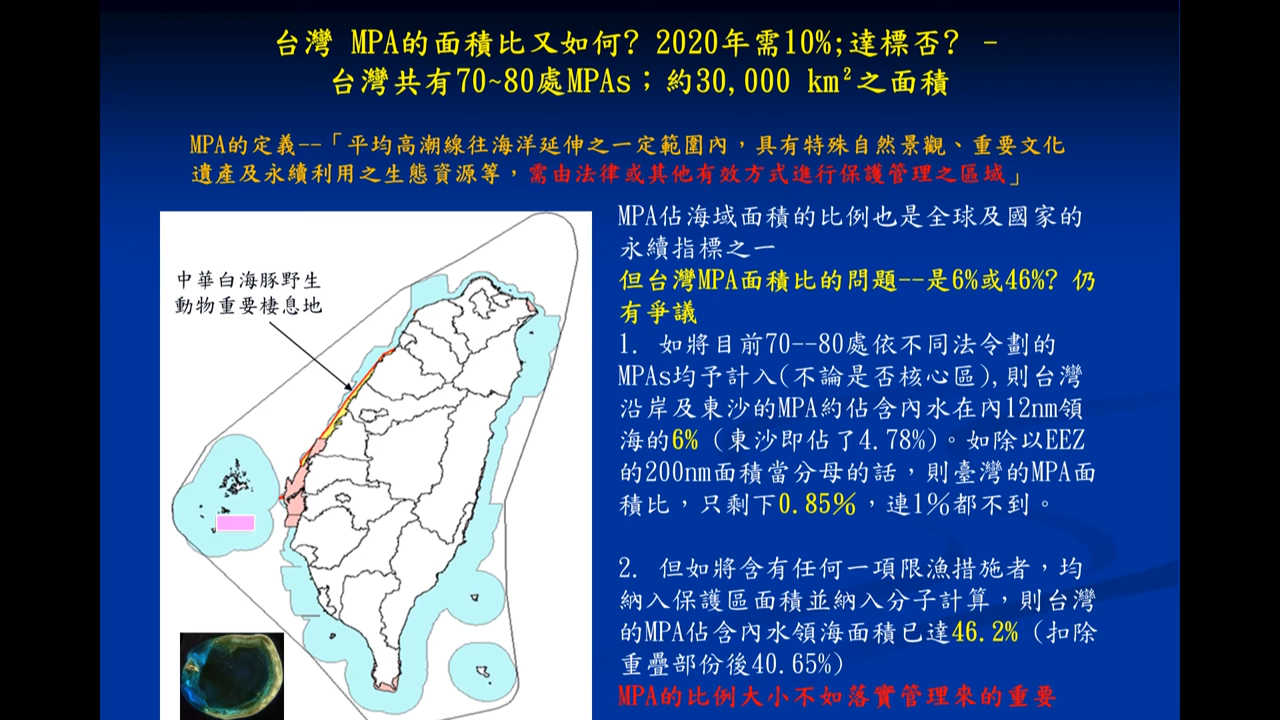 台灣 MPA的面積比又如何? 2020年需10%;達標否? –
台灣共有70~80處MPAs；約30,000 km²之面積
MPA的定義--「平均高潮線往海洋延伸之一定範圍內，具有特殊自然景觀、重要文化
遺產及永續利用之生態資源等，需由法律或其他有效方式進行保護管理之區域」
中華白海豚野生
動物重要棲息地
MPA佔海域面積的比例也是全球及國家的
永續指標之一
但台灣MPA面積比的問題--是6%或46%? 仍
有爭議
1. 如將目前70--80處依不同法令劃的
MPAs均予計入(不論是否核心區),則台灣
沿岸及東沙的MPA約佔含內水在內12nm領
海的6% (東沙即佔了4.78%)。如除以EEZ
的200nm面積當分母的話，則臺灣的MPA面
積比，只剩下0.85%，連1%都不到。
2. 但如將含有任何一項限漁措施者，均
納入保護區面積並納入分子計算，則台灣
的MPA佔含內水領海面積已達46.2% (扣除
重疊部份後40.65%)
MPA的比例大小不如落實管理來的重要